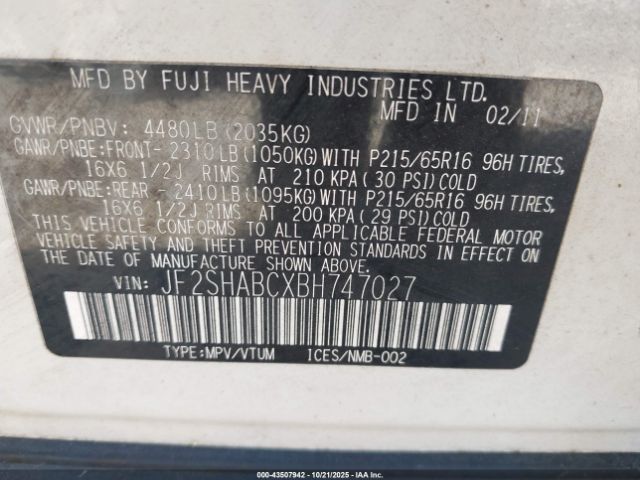 MFD BY FUJI HEAVY INDUSTRIES LTD.
MFD IN 02/11
GVWR/PNBV: 4480LB(2035KG)
GAWR/PNBE:FRONT- 2310LB(1050KG)WITH P215/65R16 96H TIRES,
16X6 1/2J RIMS AT 210 KPA(30 PSI)COLD
GAWR/PNBE:REAR - 2410LB(1095KG)WITH P215/65R16 96H TIRES,
16X6 1/2J RIMS AT 200 KPA(29 PSI)COLD
THIS VEHICLE CONFORMS TO ALL APPLICABLE FEDERAL MOTOR
VEHICLE SAFETY AND THEFT PREVENTION STANDARDS IN EFFECT ON
THE DATE OF MANUFACTURE SHOWN ABOVE.
VIN: JF2SHABCXBH747027
TYPE:MPV/VTUM ICES/NMB-002
000-43507942 - 10/21/2025 - IAAI.COM